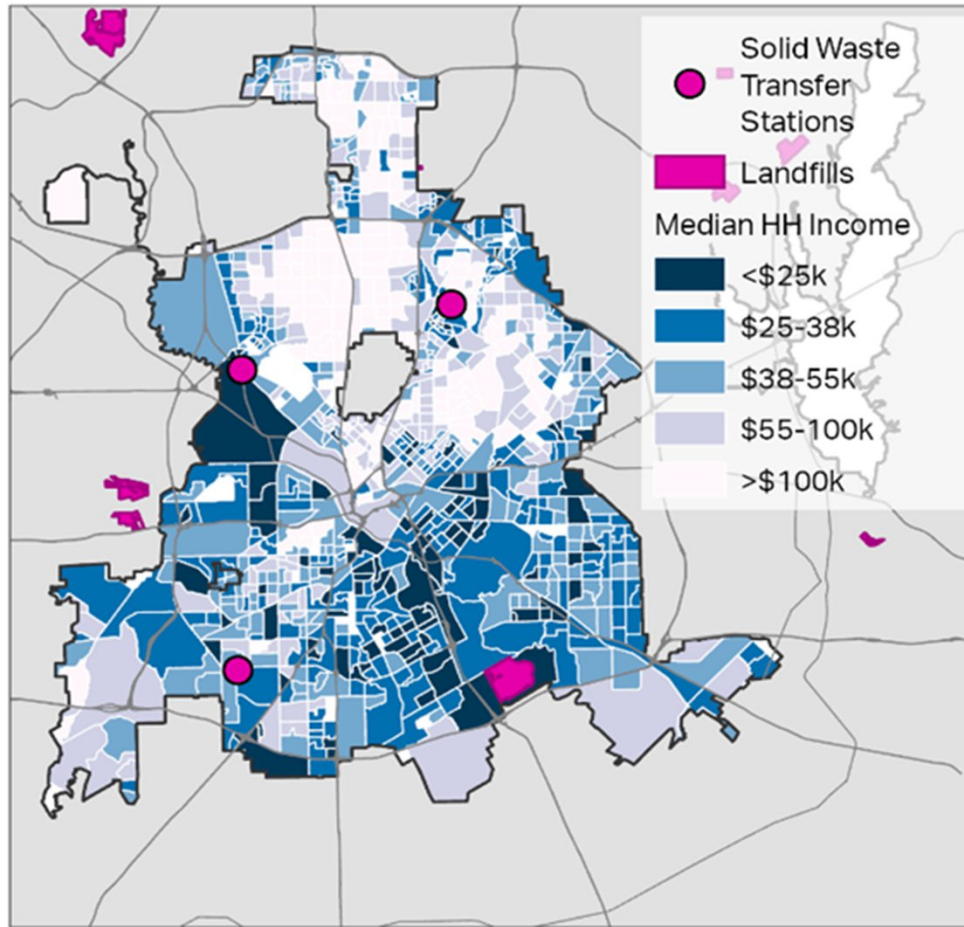 Solid Waste
Transfer
Stations
Landfills
Median HH Income
<$25k
$25-38k
$38-55k
$55-100k
>$100k